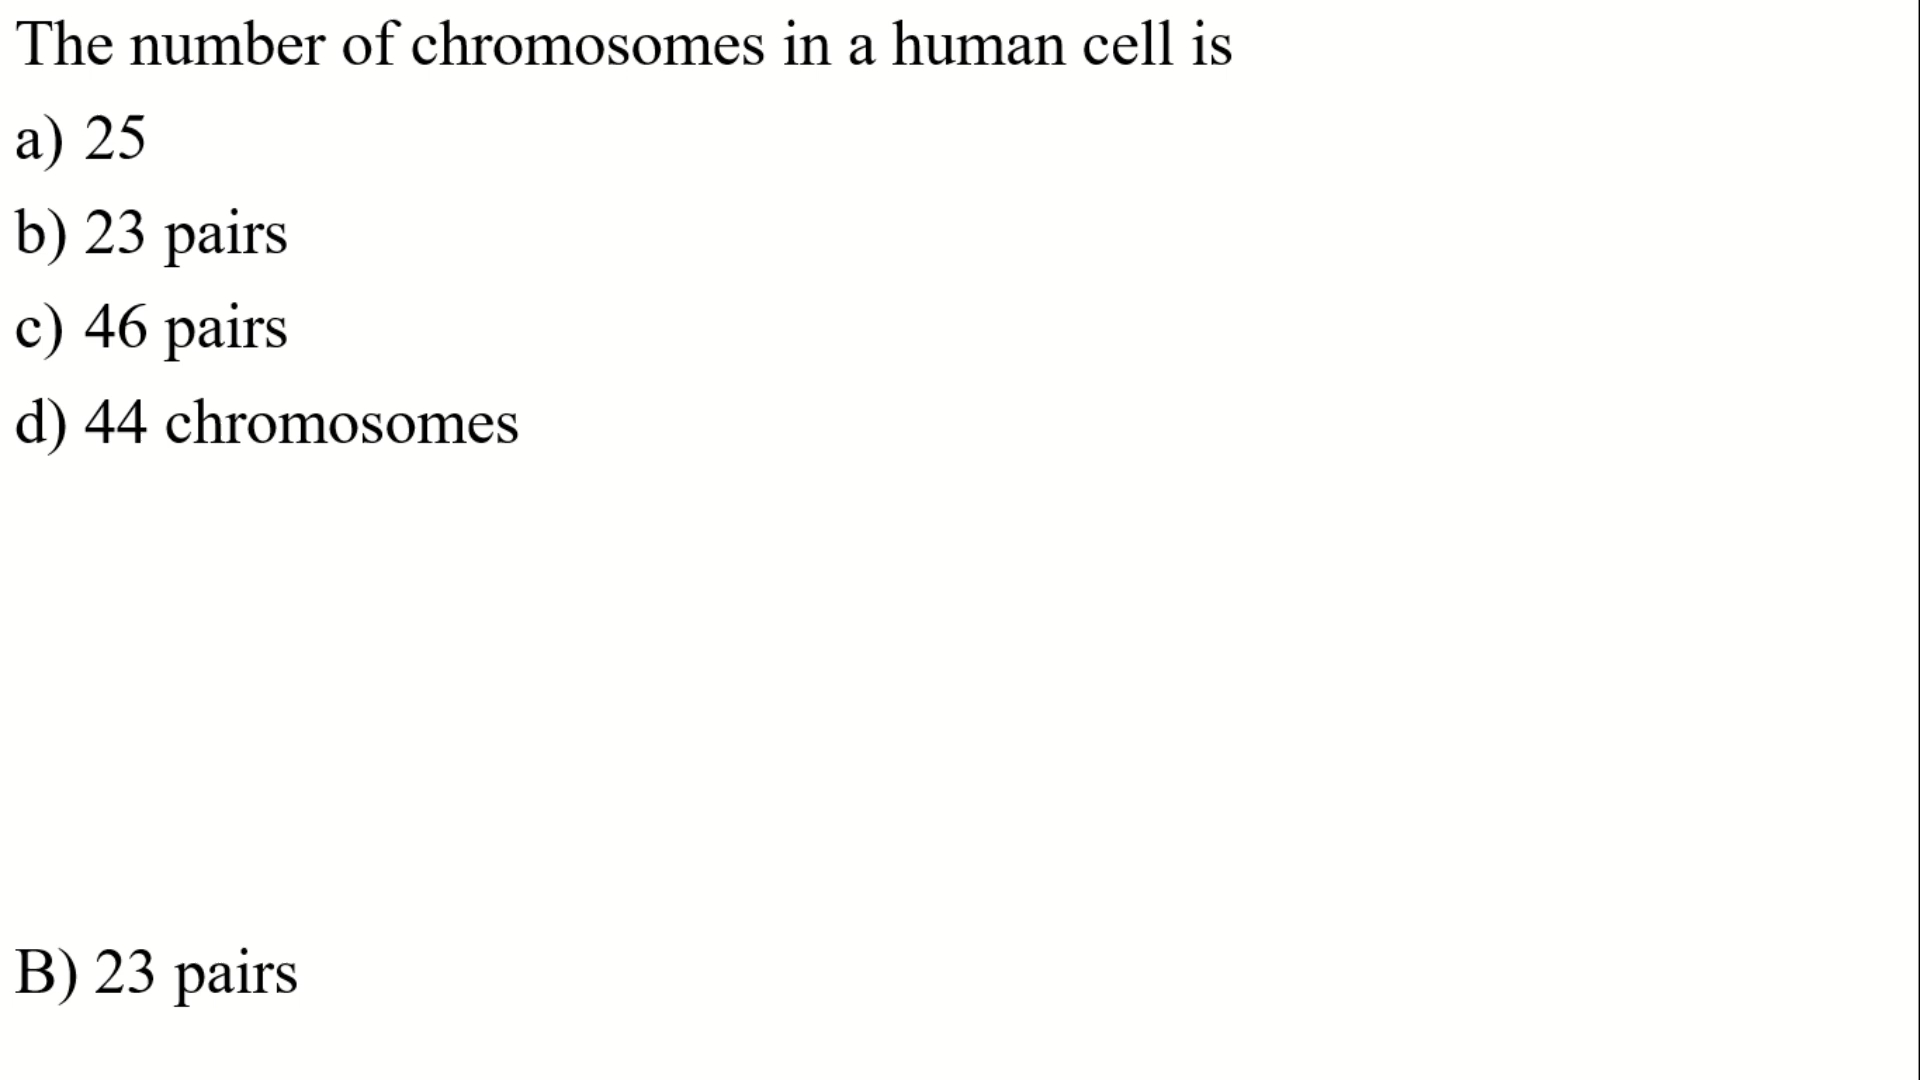 The number of chromosomes in a human cell is
a) 25
b) 23 pairs
c) 46 pairs
d) 44 chromosomes
B) 23 pairs